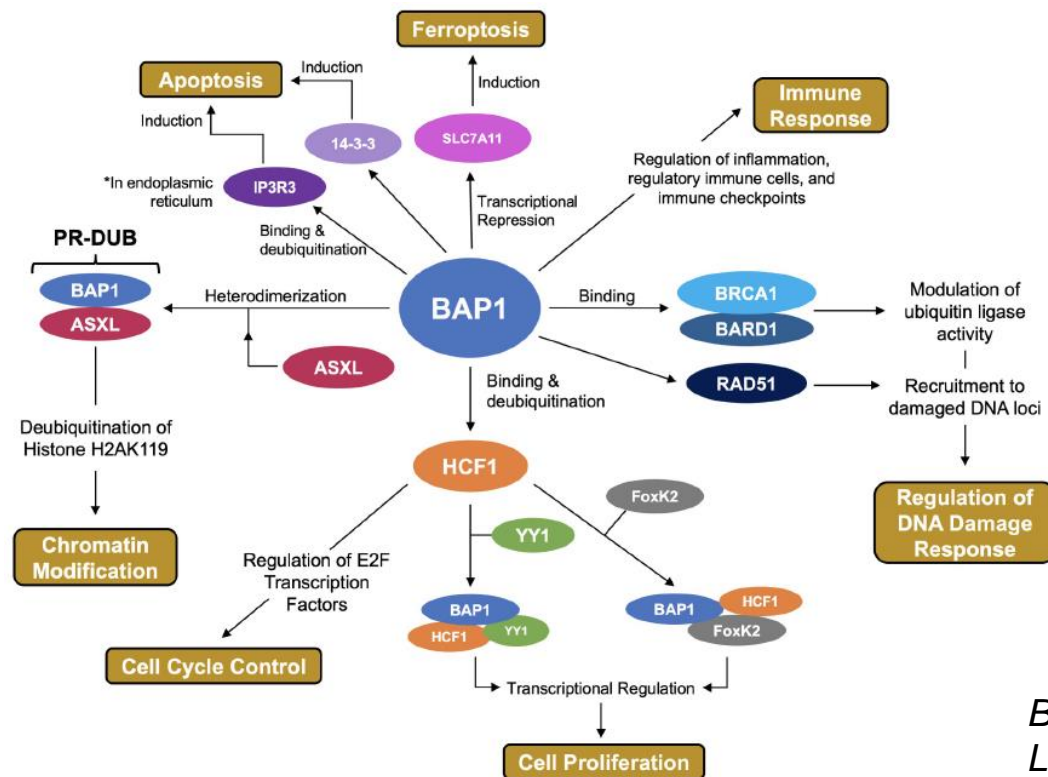 Ferroptosis
Induction
Apoptosis
Induction
Induction
14-3-3
SLC7A11
Immune
Response
*In endoplasmic
reticulum
IP3R3
Transcriptional
Repression
Regulation of inflammation,
regulatory immune cells, and
immune checkpoints
Binding &
deubiquitination
PR-DUB
BAP1
ASXL
Heterodimerization
ASXL
BAP1
Binding
BRCA1
BARD1
Modulation of
ubiquitin ligase
activity
RAD51
Recruitment to
damaged DNA loci
Regulation of
DNA Damage
Response
Binding &
deubiquitination
Deubiquitination of
Histone H2AK119
Chromatin
Modification
HCF1
FoxK2
YY1
Regulation of E2F
Transcription
Factors
Cell Cycle Control
BAP1
HCF1
YY1
BAP1
HCF1
FoxK2
Transcriptional Regulation
Cell Proliferation
B
L